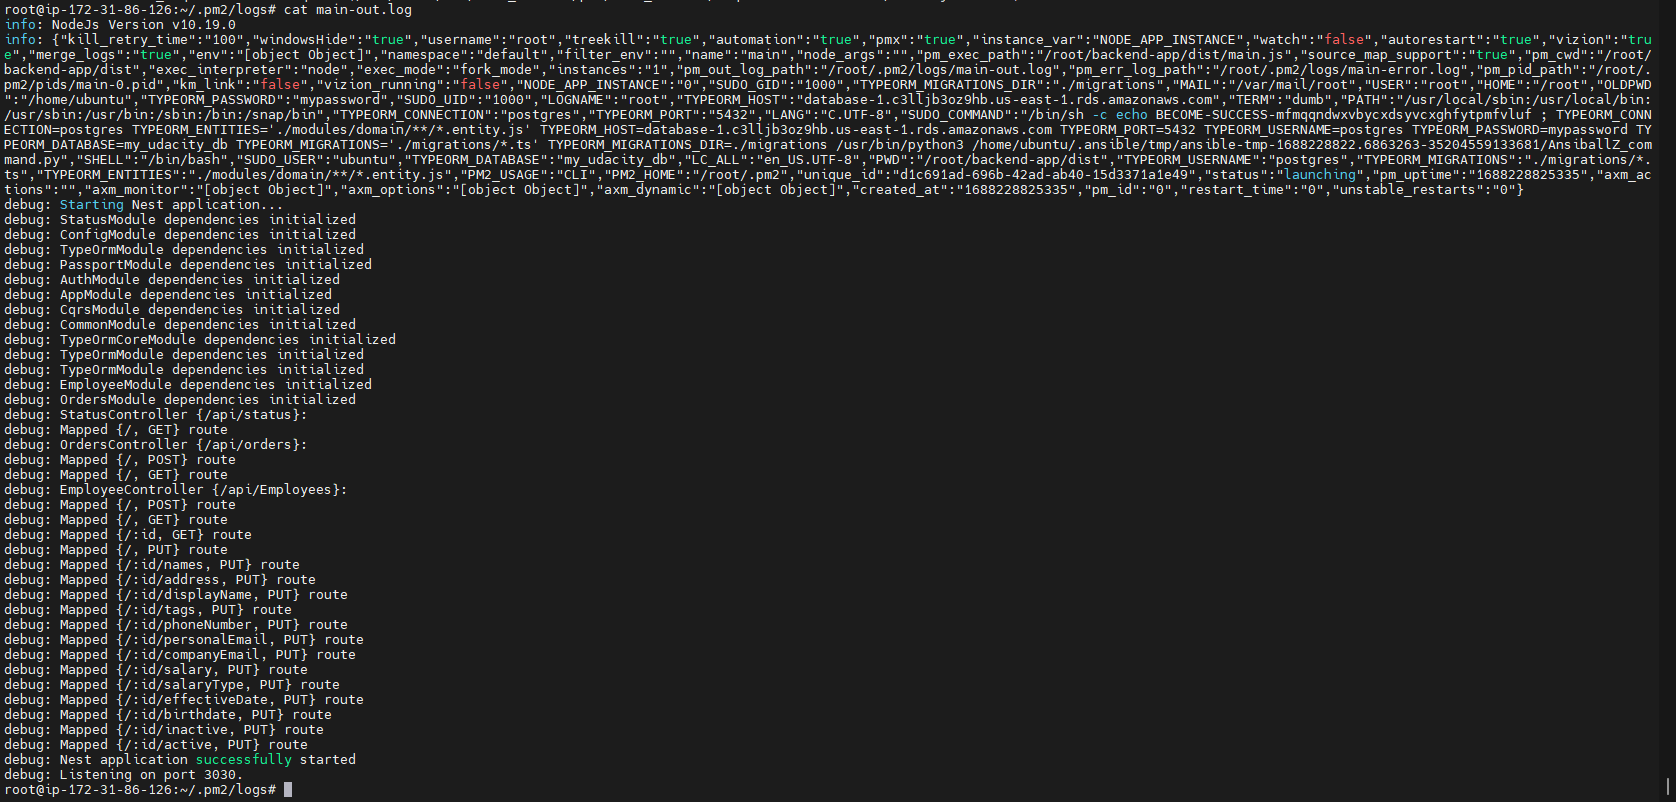 root@ip-172-31-86-126:~/.pm2/logs# cat main-out.log
info: NodeJs Version v10.19.0
info: {"kill_retry_time":"100","windowsHide":"true","username":"root","treekill":"true","automation":"true","pmx":"true","instance_var":"NODE_APP_INSTANCE","watch":"false","autorestart":"true","vizion":"tru
e","merge_logs":"true","env":"[object Object]","namespace":"default","filter_env":"","name":"main","node_args":"","pm_exec_path":"/root/backend-app/dist/main.js","source_map_support":"true","pm_cwd":"/root/
backend-app/dist","exec_interpreter":"node","exec_mode":"fork_mode","instances":"1","pm_out_log_path":"/root/.pm2/logs/main-out.log","pm_err_log_path":"/root/.pm2/logs/main-error.log","pm_pid_path":"/root/.
pm2/pids/main-0.pid","km_link":"false","vizion_running":"false","NODE_APP_INSTANCE":"0","SUDO_GID":"1000","TYPEORM_MIGRATIONS_DIR":"./migrations","MAIL":"/var/mail/root","USER":"root","HOME":"/root","OLDPWD
":"/home/ubuntu","TYPEORM_PASSWORD":"mypassword","SUDO_UID":"1000","LOGNAME":"root","TYPEORM_HOST":"database-1.c3lljb3oz9hb.us-east-1.rds.amazonaws.com","TERM":"dumb","PATH":"/usr/local/sbin:/usr/local/bin:
/usr/sbin:/usr/bin:/sbin:/bin:/snap/bin","TYPEORM_CONNECTION":"postgres","TYPEORM_PORT":"5432","LANG":"C.UTF-8","SUDO_COMMAND":"/bin/sh -c echo BECOME-SUCCESS-mfmqqndwxvbycxdsyvcxghfytpmfvluf ; TYPEORM_CONN
ECTION=postgres TYPEORM_ENTITIES='./modules/domain/**/*.entity.js' TYPEORM_HOST=database-1.c3lljb3oz9hb.us-east-1.rds.amazonaws.com TYPEORM_PORT=5432 TYPEORM_USERNAME=postgres TYPEORM_PASSWORD=mypassword TY
PEORM_DATABASE=my_udacity_db TYPEORM_MIGRATIONS='./migrations/*.ts' TYPEORM_MIGRATIONS_DIR=./migrations /usr/bin/python3 /home/ubuntu/.ansible/tmp/ansible-tmp-1688228822.6863263-35204559133681/AnsiballZ_com
mand.py","SHELL":"/bin/bash","SUDO_USER":"ubuntu","TYPEORM_DATABASE":"my_udacity_db","LC_ALL":"en_US.UTF-8","PWD":"/root/backend-app/dist","TYPEORM_USERNAME":"postgres","TYPEORM_MIGRATIONS":"./migrations/*.
ts","TYPEORM_ENTITIES":"./modules/domain/**/*.entity.js","PM2_USAGE":"CLI","PM2_HOME":"/root/.pm2","unique_id":"d1c691ad-696b-42ad-ab40-15d3371a1e49","status":"launching","pm_uptime":"1688228825335","axm_ac
tions":"","axm_monitor":"[object Object]","axm_options":"[object Object]","axm_dynamic":"[object Object]","created_at":"1688228825335","pm_id":"0","restart_time":"0","unstable_restarts":"0"}
debug: Starting Nest application...
debug: StatusModule dependencies initialized
debug: ConfigModule dependencies initialized
debug: TypeOrmModule dependencies initialized
debug: PassportModule dependencies initialized
debug: AuthModule dependencies initialized
debug: AppModule dependencies initialized
debug: CqrsModule dependencies initialized
debug: CommonModule dependencies initialized
debug: TypeOrmCoreModule dependencies initialized
debug: TypeOrmModule dependencies initialized
debug: TypeOrmModule dependencies initialized
debug: EmployeeModule dependencies initialized
debug: OrdersModule dependencies initialized
debug: StatusController {/api/status}:
debug: Mapped {/, GET} route
debug: OrdersController {/api/orders}:
debug: Mapped {/, POST} route
debug: Mapped {/, GET} route
debug: EmployeeController {/api/Employees}:
debug: Mapped {/, POST} route
debug: Mapped {/, GET} route
debug: Mapped {/:id, GET} route
debug: Mapped {/, PUT} route
debug: Mapped {/:id/names, PUT} route
debug: Mapped {/:id/address, PUT} route
debug: Mapped {/:id/displayName, PUT} route
debug: Mapped {/:id/tags, PUT} route
debug: Mapped {/:id/phoneNumber, PUT} route
debug: Mapped {/:id/personalEmail, PUT} route
debug: Mapped {/:id/companyEmail, PUT} route
debug: Mapped {/:id/salary, PUT} route
debug: Mapped {/:id/salaryType, PUT} route
debug: Mapped {/:id/effectiveDate, PUT} route
debug: Mapped {/:id/birthdate, PUT} route
debug: Mapped {/:id/inactive, PUT} route
debug: Mapped {/:id/active, PUT} route
debug: Nest application successfully started
debug: Listening on port 3030.
root@ip-172-31-86-126:~/.pm2/logs#